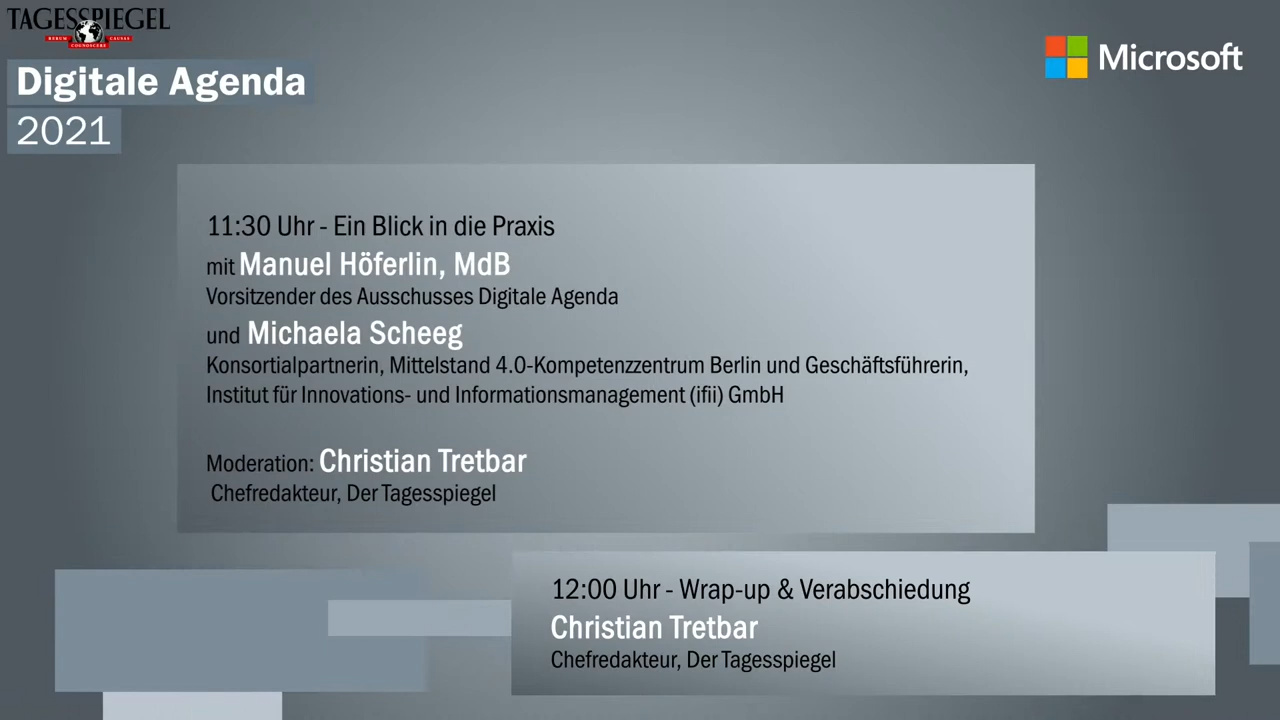 TAGESSPIEGEL
RERUM CAUSAS
COGNOSCERE
Digitale Agenda
2021
Microsoft
11:30 Uhr - Ein Blick in die Praxis
mit Manuel Höferlin, MdB
Vorsitzender des Ausschusses Digitale Agenda
und Michaela Scheeg
Konsortialpartnerin, Mittelstand 4.0-Kompetenzzentrum Berlin und Geschäftsführerin,
Institut für Innovations- und Informationsmanagement (ifii) GmbH
Moderation: Christian Tretbar
Chefredakteur, Der Tagesspiegel
12:00 Uhr - Wrap-up & Verabschiedung
Christian Tretbar
Chefredakteur, Der Tagesspiegel